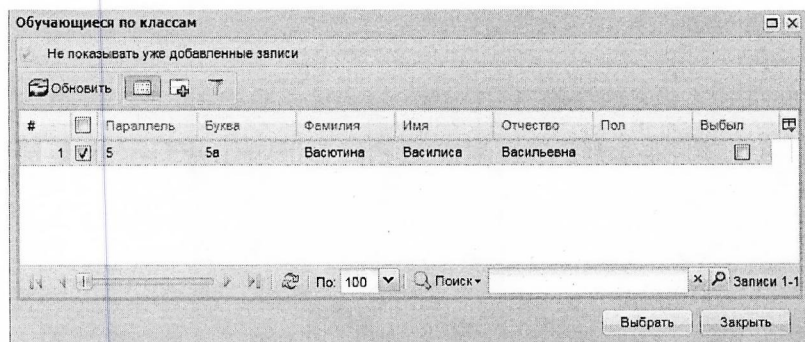 Обучающиеся по классам
Не показывать уже добавленные записи
Обновить
# Параллель Буква Фамилия Имя Отчество Пол Выбыл
1 5 5в Васютина Василиса Васильевна
По: 100 Поиск Записи 1-1
Выбрать Закрыть